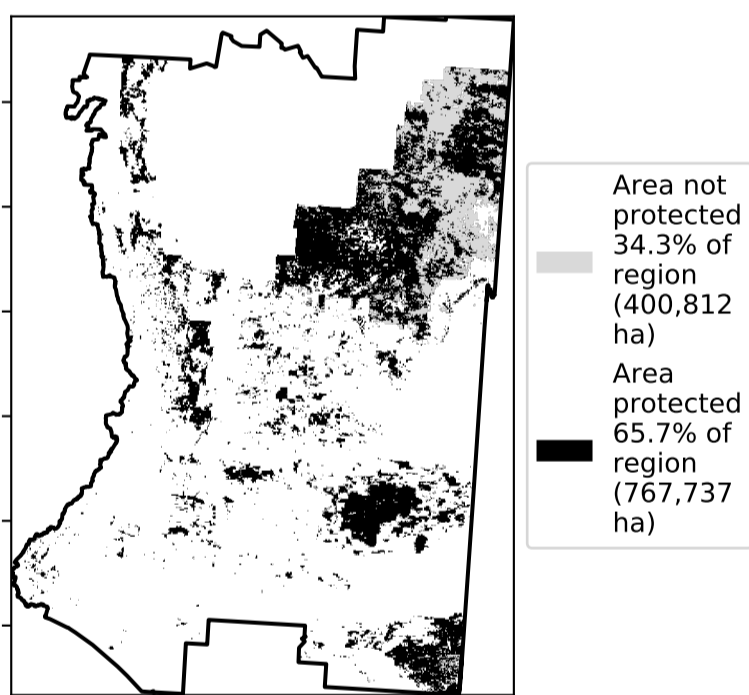 Area not
protected
34.3% of
region
(400,812
ha)
Area
protected
65.7% of
region
(767,737
ha)